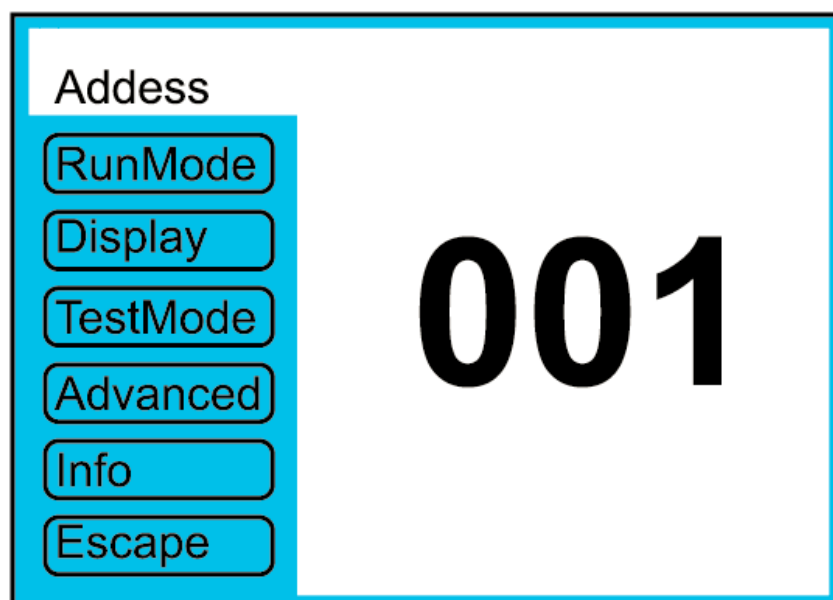 Addess
RunMode
Display
TestMode
Advanced
Info
Escape
001